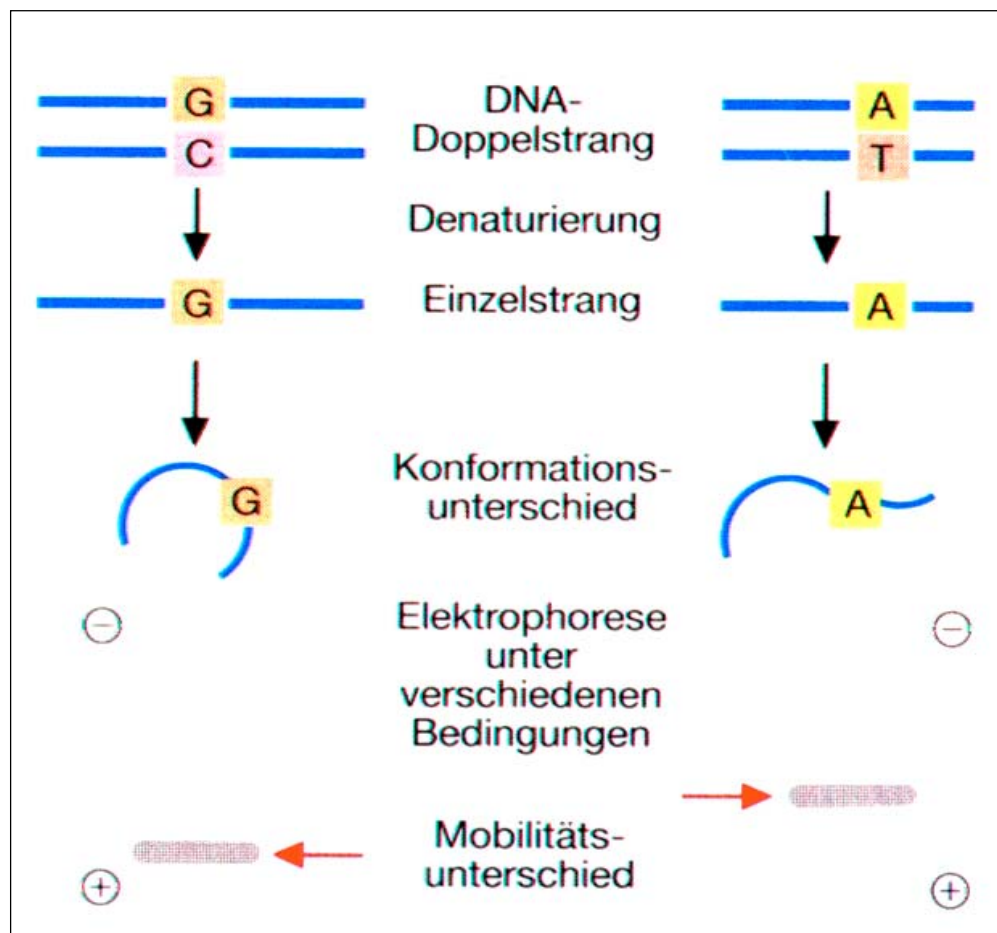 G
C
DNA-
Doppelstrang
A
T
Denaturierung
G
Einzelstrang
A
Konformations-
unterschied
G
A
−
Elektrophorese
unter
verschiedenen
Bedingungen
−
Mobilitäts-
unterschied
+
+